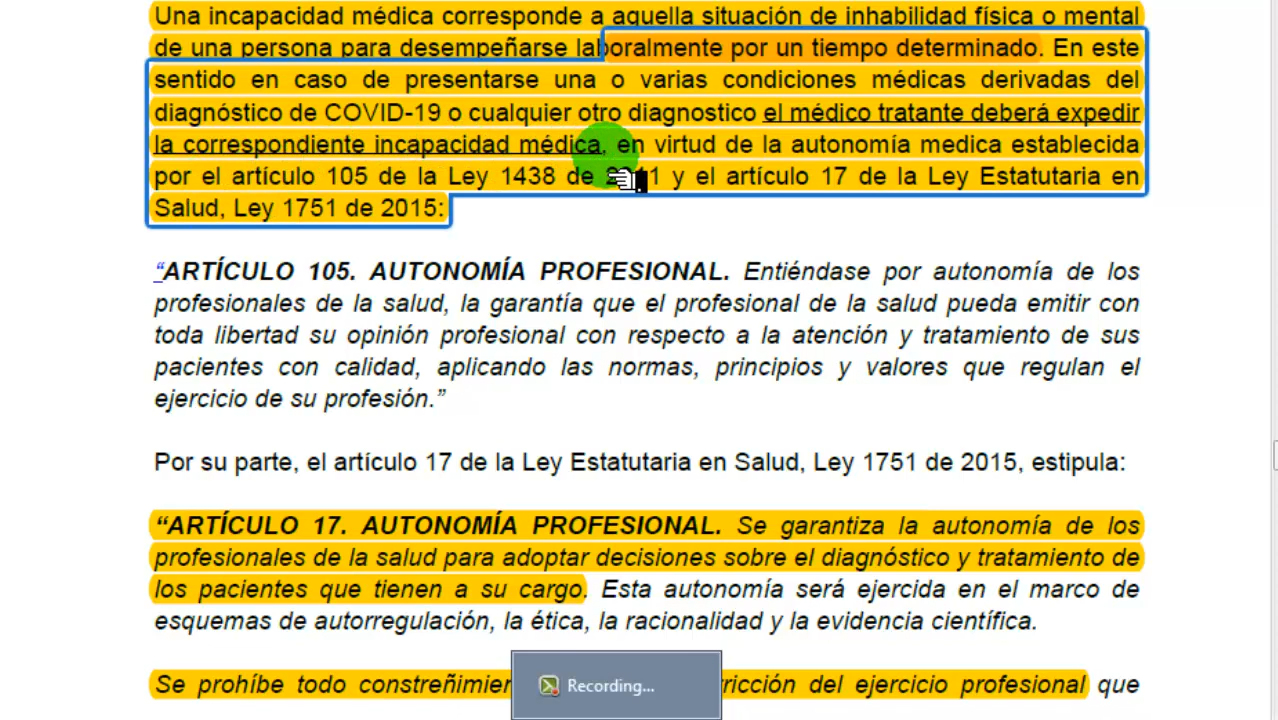 Una incapacidad médica corresponde a aquella situación de inhabilidad física o mental
de una persona para desempeñarse laboralmente por un tiempo determinado. En este
sentido en caso de presentarse una o varias condiciones médicas derivadas del
diagnóstico de COVID-19 o cualquier otro diagnostico el médico tratante deberá expedir
la correspondiente incapacidad médica, en virtud de la autonomía medica establecida
por el artículo 105 de la Ley 1438 de 2011 y el artículo 17 de la Ley Estatutaria en
Salud, Ley 1751 de 2015:
“ARTÍCULO 105. AUTONOMÍA PROFESIONAL. Entiéndase por autonomía de los
profesionales de la salud, la garantía que el profesional de la salud pueda emitir con
toda libertad su opinión profesional con respecto a la atención y tratamiento de sus
pacientes con calidad, aplicando las normas, principios y valores que regulan el
ejercicio de su profesión.”
Por su parte, el artículo 17 de la Ley Estatutaria en Salud, Ley 1751 de 2015, estipula:
“ARTÍCULO 17. AUTONOMÍA PROFESIONAL. Se garantiza la autonomía de los
profesionales de la salud para adoptar decisiones sobre el diagnóstico y tratamiento de
los pacientes que tienen a su cargo. Esta autonomía será ejercida en el marco de
esquemas de autorregulación, la ética, la racionalidad y la evidencia científica.
Se prohíbe todo del ejercicio profesional que
Recording...